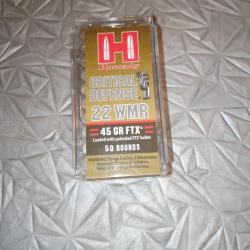 H
Hornady
CRITICAL
DEFENSE
22 WMR
45 GR FTX®
Loaded with patented FTX® bullet
50 ROUNDS